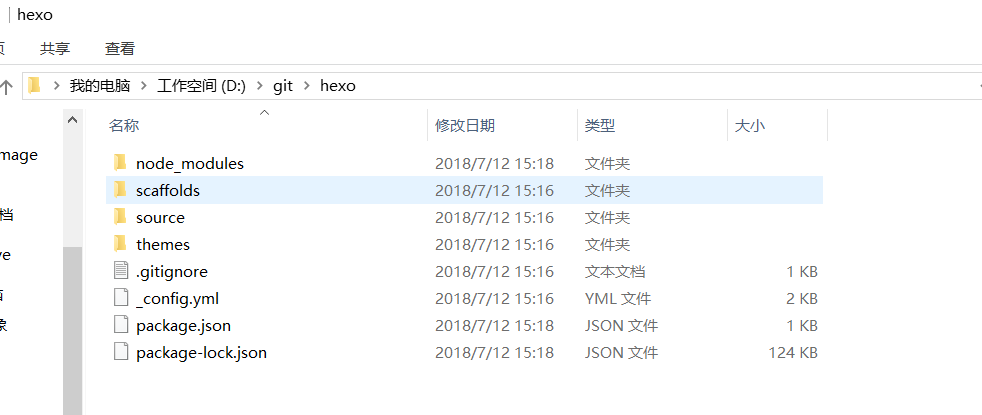 hexo
共享 查看
我的电脑 工作空间 (D:) git hexo
名称 修改日期 类型 大小
node_modules 2018/7/12 15:18 文件夹
scaffolds 2018/7/12 15:16 文件夹
source 2018/7/12 15:16 文件夹
themes 2018/7/12 15:16 文件夹
.gitignore 2018/7/12 15:16 文本文档 1 KB
_config.yml 2018/7/12 15:16 YML 文件 2 KB
package.json 2018/7/12 15:18 JSON 文件 1 KB
package-lock.json 2018/7/12 15:18 JSON 文件 124 KB
mage
档
ve
象